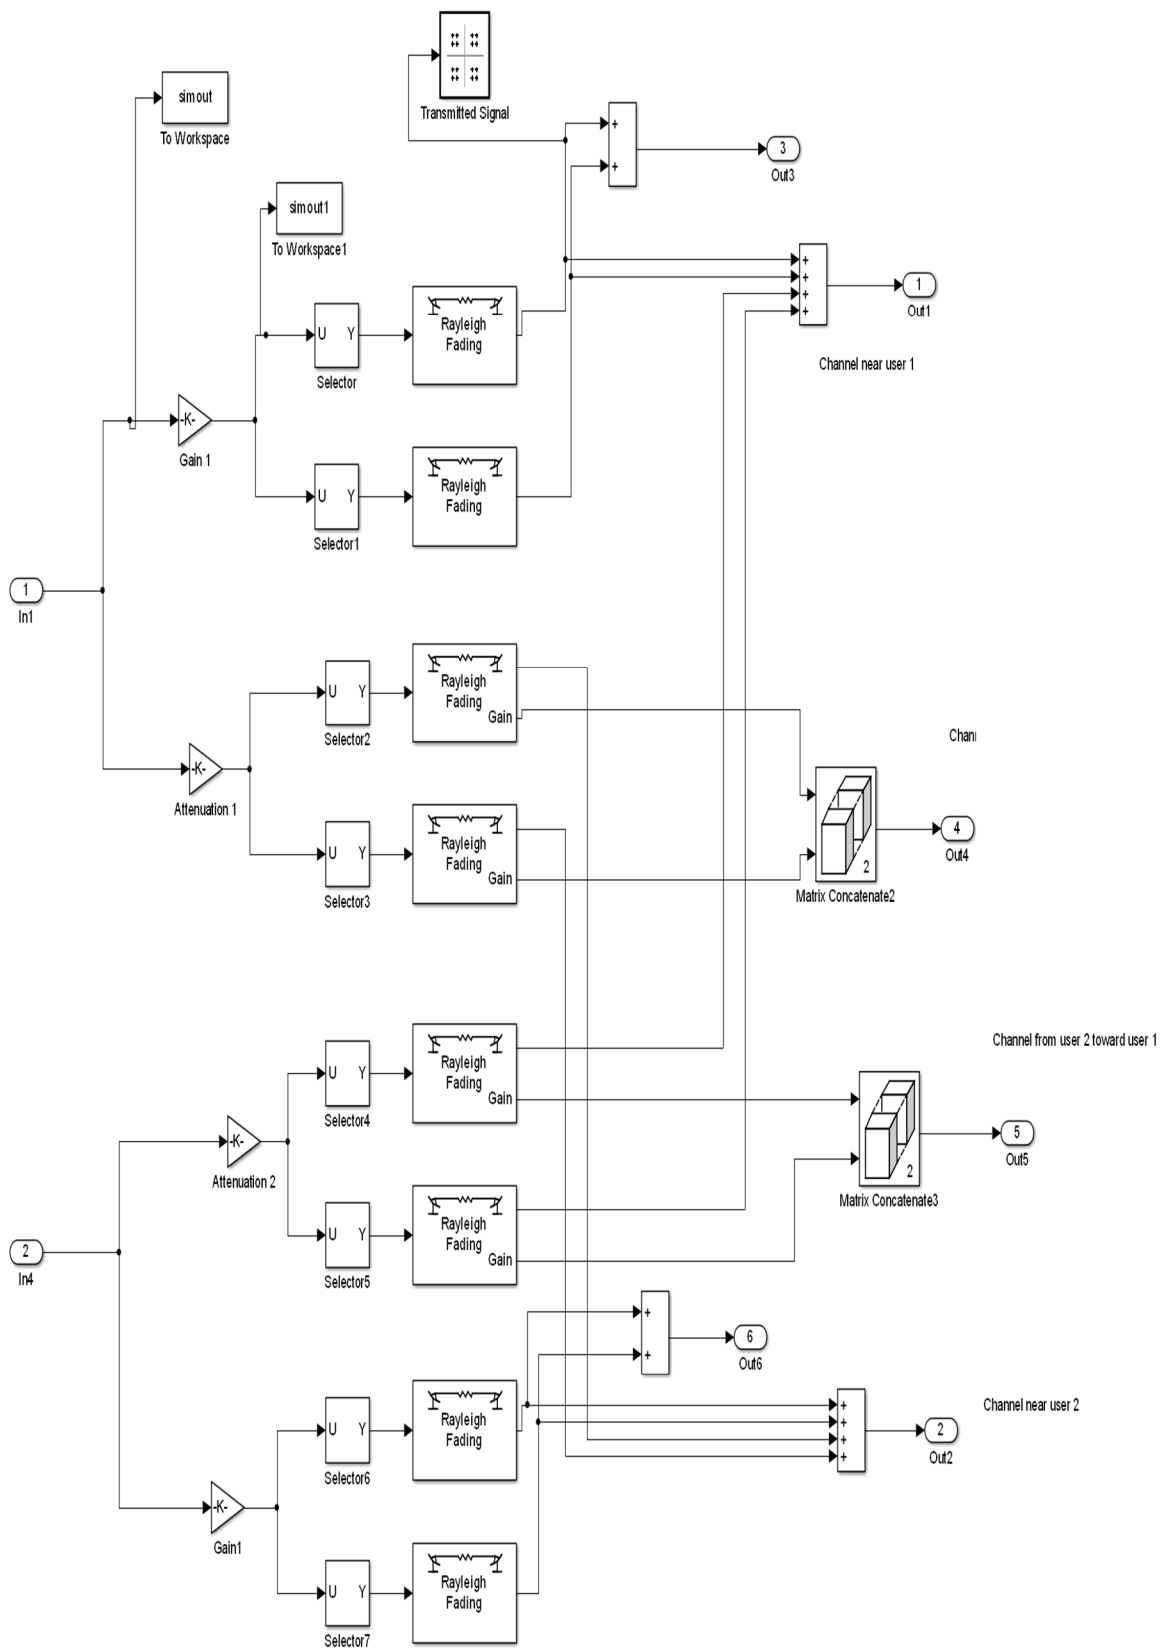 Transmitted Signal
simout
To Workspace
+
+
3
Out3
simout1
To Workspace1
+
+
+
+
1
Out1
Rayleigh
Fading
U Y
Selector
Channel near user 1
-K-
Gain 1
Rayleigh
Fading
U Y
Selector1
1
In1
Rayleigh
Fading
Gain
U Y
Selector2
Chan
-K-
Attenuation 1
Rayleigh
Fading
Gain
U Y
Selector3
2
Matrix Concatenate2
4
Out4
Channel from user 2 toward user 1
Rayleigh
Fading
Gain
U Y
Selector4
-K-
Attenuation 2
2
Matrix Concatenate3
5
Out5
Rayleigh
Fading
Gain
U Y
Selector5
2
In4
+
+
6
Out6
Rayleigh
Fading
U Y
Selector6
+
+
+
+
2
Out2
Channel near user 2
-K-
Gain1
Rayleigh
Fading
U Y
Selector7